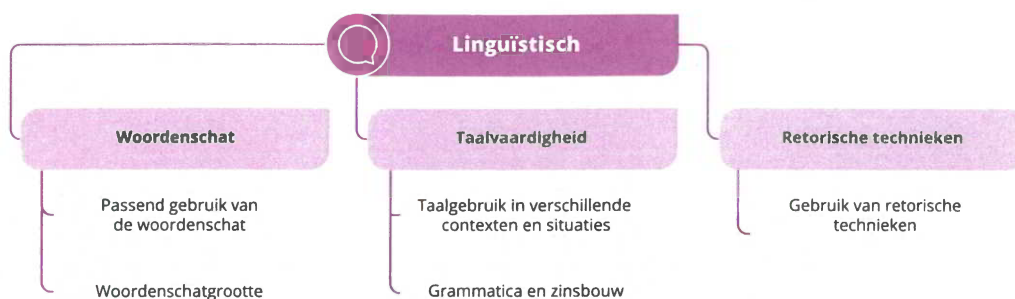 Linguïstisch
Woordenschat
Passend gebruik van
de woordenschat
Woordenschatgrootte
Taalvaardigheid
Taalgebruik in verschillende
contexten en situaties
Grammatica en zinsbouw
Retorische technieken
Gebruik van retorische
technieken